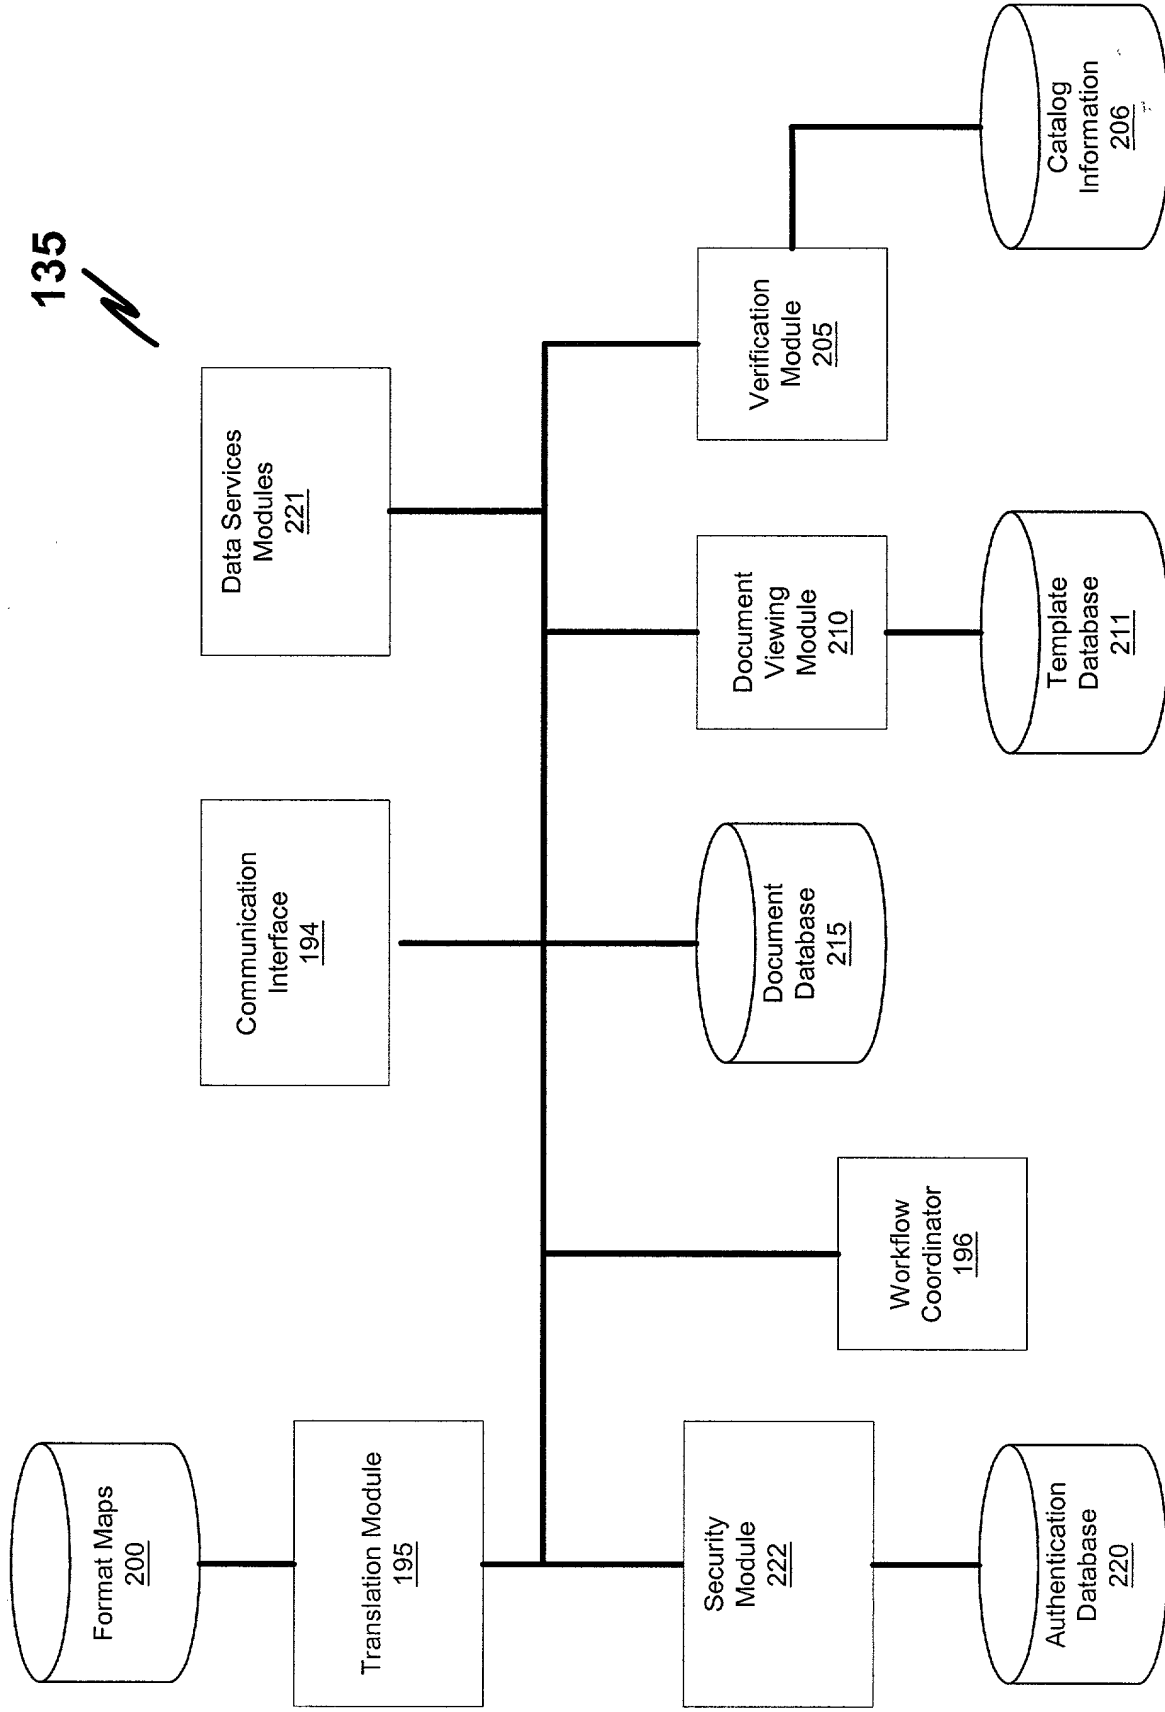 135
Format Maps
200
Translation Module
195
Communication
Interface
194
Data Services
Modules
221
Security
Module
222
Authentication
Database
220
Workflow
Coordinator
196
Document
Database
215
Document
Viewing
Module
210
Template
Database
211
Verification
Module
205
Catalog
Information
206